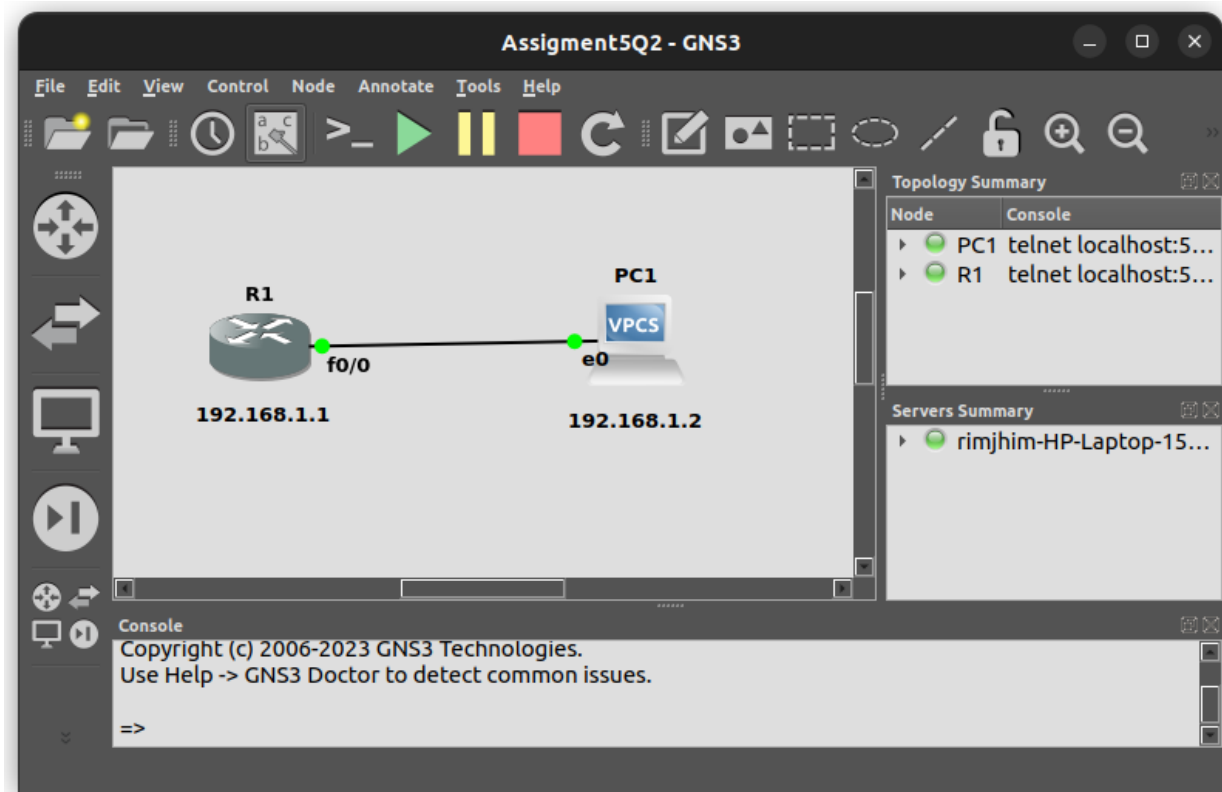 Assigment5Q2 - GNS3
File Edit View Control Node Annotate Tools Help
a c
b
>_
Topology Summary
Node Console
PC1 telnet localhost:5...
R1 telnet localhost:5...
R1
PC1
VPCS
f0/0
e0
192.168.1.1
192.168.1.2
Servers Summary
rimjhim-HP-Laptop-15...
Console
Copyright (c) 2006-2023 GNS3 Technologies.
Use Help -> GNS3 Doctor to detect common issues.
=>